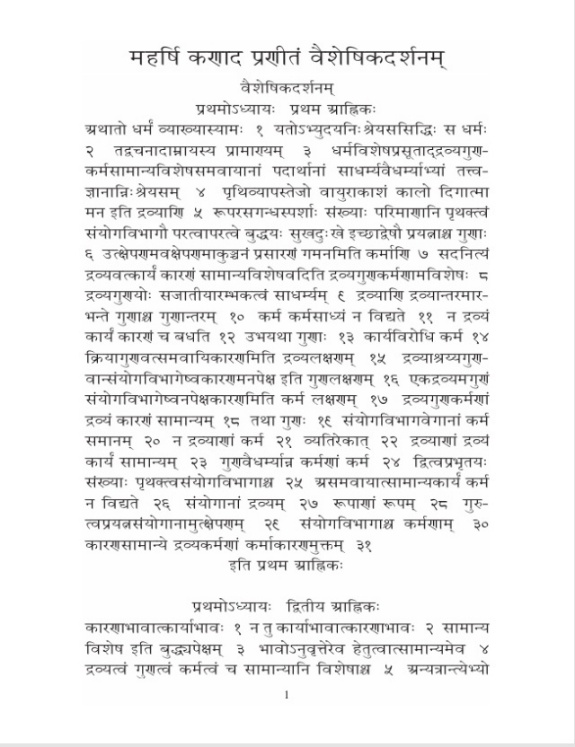 महर्षि कणाद प्रणीतं वैशेषिकदर्शनम्
वैशेषिकदर्शनम्
प्रथमोऽध्यायः प्रथम आह्निकः
अथातो धर्मं व्याख्यास्यामः १ यतोऽभ्युदयनिःश्रेयससिद्धिः स धर्मः
२ तद्वचनादाम्नायस्य प्रामाण्यम् ३ धर्मविशेषप्रसूताद्द्रव्यगुण-
कर्मसामान्यविशेषसमवायानां पदार्थानां साधर्म्यवैधर्म्याभ्यां तत्त्व-
ज्ञानान्निःश्रेयसम् ४ पृथिव्यापस्तेजो वायुराकाशं कालो दिगात्मा
मन इति द्रव्याणि ५ रूपरसगन्धस्पर्शाः संख्याः परिमाणानि पृथक्त्वं
संयोगविभागौ परत्वापरत्वे बुद्धयः सुखदुःखे इच्छाद्वेषौ प्रयत्नाश्च गुणाः
६ उत्क्षेपणमवक्षेपणमाकुञ्चनं प्रसारणं गमनमिति कर्माणि ७ सदनित्यं
द्रव्यवत्कार्यं कारणं सामान्यविशेषवदिति द्रव्यगुणकर्मणामविशेषः ८
द्रव्यगुणयोः सजातीयारम्भकत्वं साधर्म्यम् ९ द्रव्याणि द्रव्यान्तरमार-
भन्ते गुणाश्च गुणान्तरम् १० कर्म कर्मसाध्यं न विद्यते ११ न द्रव्यं
कार्यं कारणं च बधति १२ उभयथा गुणाः १३ कार्यविरोधि कर्म १४
क्रियागुणवत्समवायिकारणमिति द्रव्यलक्षणम् १५ द्रव्याश्रय्यगुण-
वान्संयोगविभागेष्वकारणमनपेक्ष इति गुणलक्षणम् १६ एकद्रव्यमगुणं
संयोगविभागेष्वनपेक्षकारणमिति कर्म लक्षणम् १७ द्रव्यगुणकर्मणां
द्रव्यं कारणं सामान्यम् १८ तथा गुणः १९ संयोगविभागवेगानां कर्म
समानम् २० न द्रव्याणां कर्म २१ व्यतिरेकात् २२ द्रव्याणां द्रव्यं
कार्यं सामान्यम् २३ गुणवैधर्म्यान्न कर्मणां कर्म २४ द्वित्वप्रभृतयः
संख्याः पृथक्त्वसंयोगविभागाश्च २५ असमवायात्सामान्यकार्यं कर्म
न विद्यते २६ संयोगानां द्रव्यम् २७ रूपाणां रूपम् २८ गुरु-
त्वप्रयत्नसंयोगानामुत्क्षेपणम् २९ संयोगविभागाश्च कर्मणाम् ३०
कारणसामान्ये द्रव्यकर्मणां कर्माकारणमुक्तम् ३१
इति प्रथम आह्निकः
प्रथमोऽध्यायः द्वितीय आह्निकः
कारणाभावात्कार्याभावः १ न तु कार्याभावात्कारणाभावः २ सामान्य
विशेष इति बुद्ध्यपेक्षम् ३ भावोऽनुवृत्तेरेव हेतुत्वात्सामान्यमेव ४
द्रव्यत्वं गुणत्वं कर्मत्वं च सामान्यानि विशेषाश्च ५ अन्यत्रान्त्येभ्यो
1